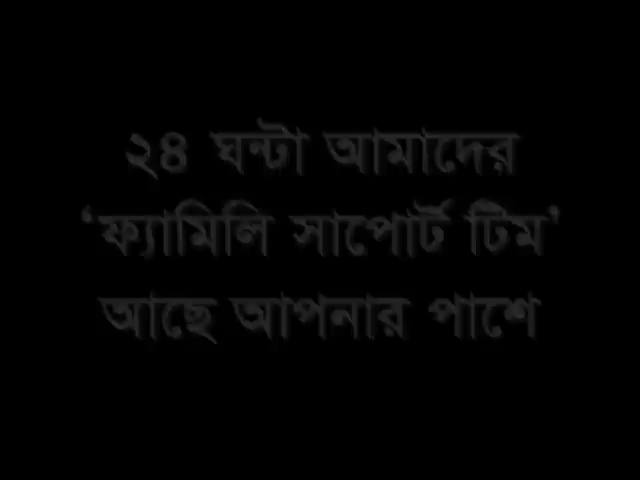 ২৪ ঘন্টা আমাদের
‘ফ্যামিলি সাপোর্ট টিম’
আছে আপনার পাশে